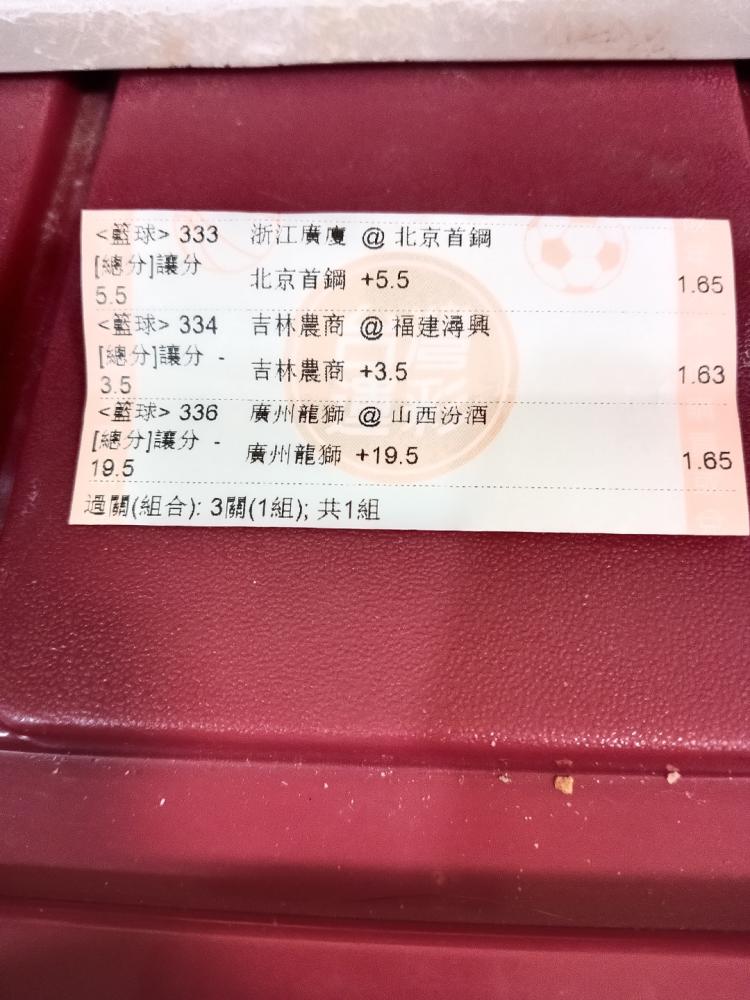 <籃球> 333 浙江廣廈 @ 北京首鋼
[總分]讓分
5.5 北京首鋼 +5.5 1.65
<籃球> 334 吉林農商 @ 福建潯興
[總分]讓分 -
3.5 吉林農商 +3.5 1.63
<籃球> 336 廣州龍獅 @ 山西汾酒
[總分]讓分 -
19.5 廣州龍獅 +19.5 1.65
過關(組合): 3關(1組); 共1組